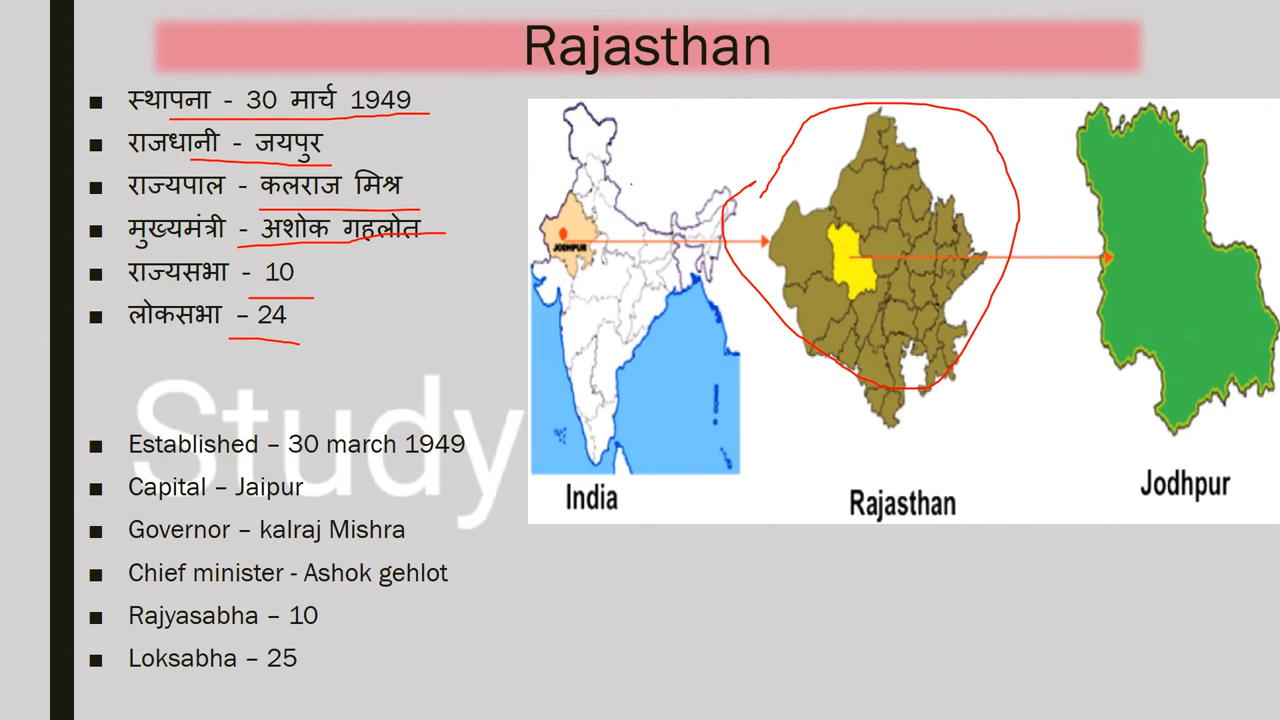 Rajasthan
स्थापना - 30 मार्च 1949
राजधानी - जयपुर
राज्यपाल - कलराज मिश्र
मुख्यमंत्री - अशोक गहलोत
राज्यसभा - 10
लोकसभा – 24
Study
Established – 30 march 1949
Capital – Jaipur
Governor – kalraj Mishra
Chief minister - Ashok gehlot
Rajyasabha – 10
Loksabha – 25
JODHPUR
India
Rajasthan
Jodhpur